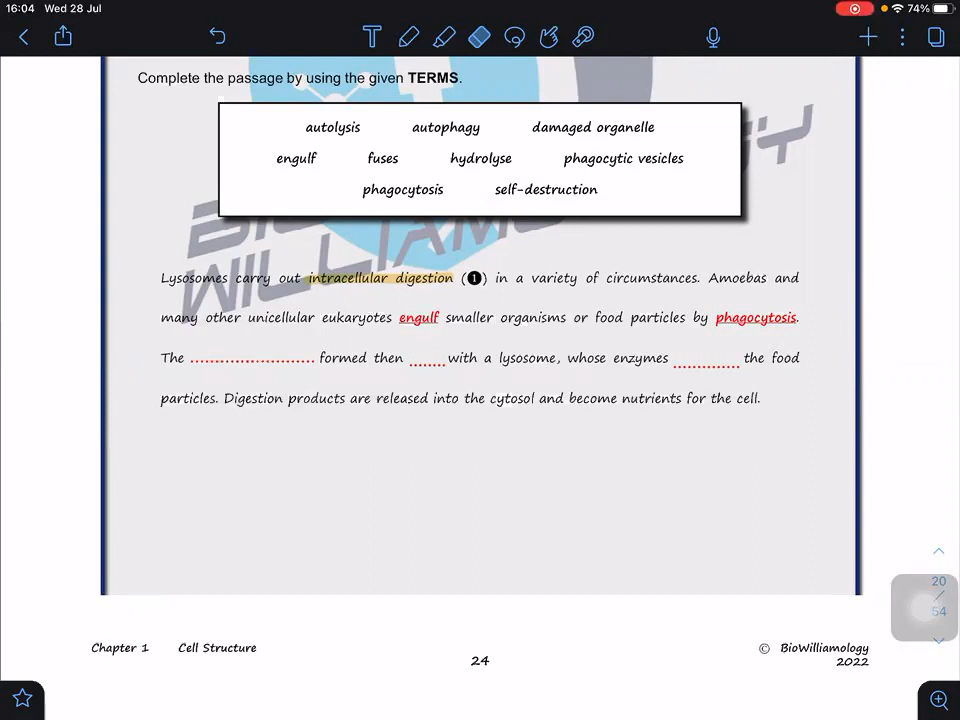 16:04 Wed 28 Jul 74%
Complete the passage by using the given TERMS.
autolysis autophagy damaged organelle
engulf fuses hydrolyse phagocytic vesicles
phagocytosis self-destruction
Lysosomes carry out intracellular digestion (1) in a variety of circumstances. Amoebas and
many other unicellular eukaryotes engulf smaller organisms or food particles by phagocytosis.
The ........................ formed then ........ with a lysosome, whose enzymes .............. the food
particles. Digestion products are released into the cytosol and become nutrients for the cell.
20
/
54
Chapter 1 Cell Structure
24
© BioWilliamology
2022